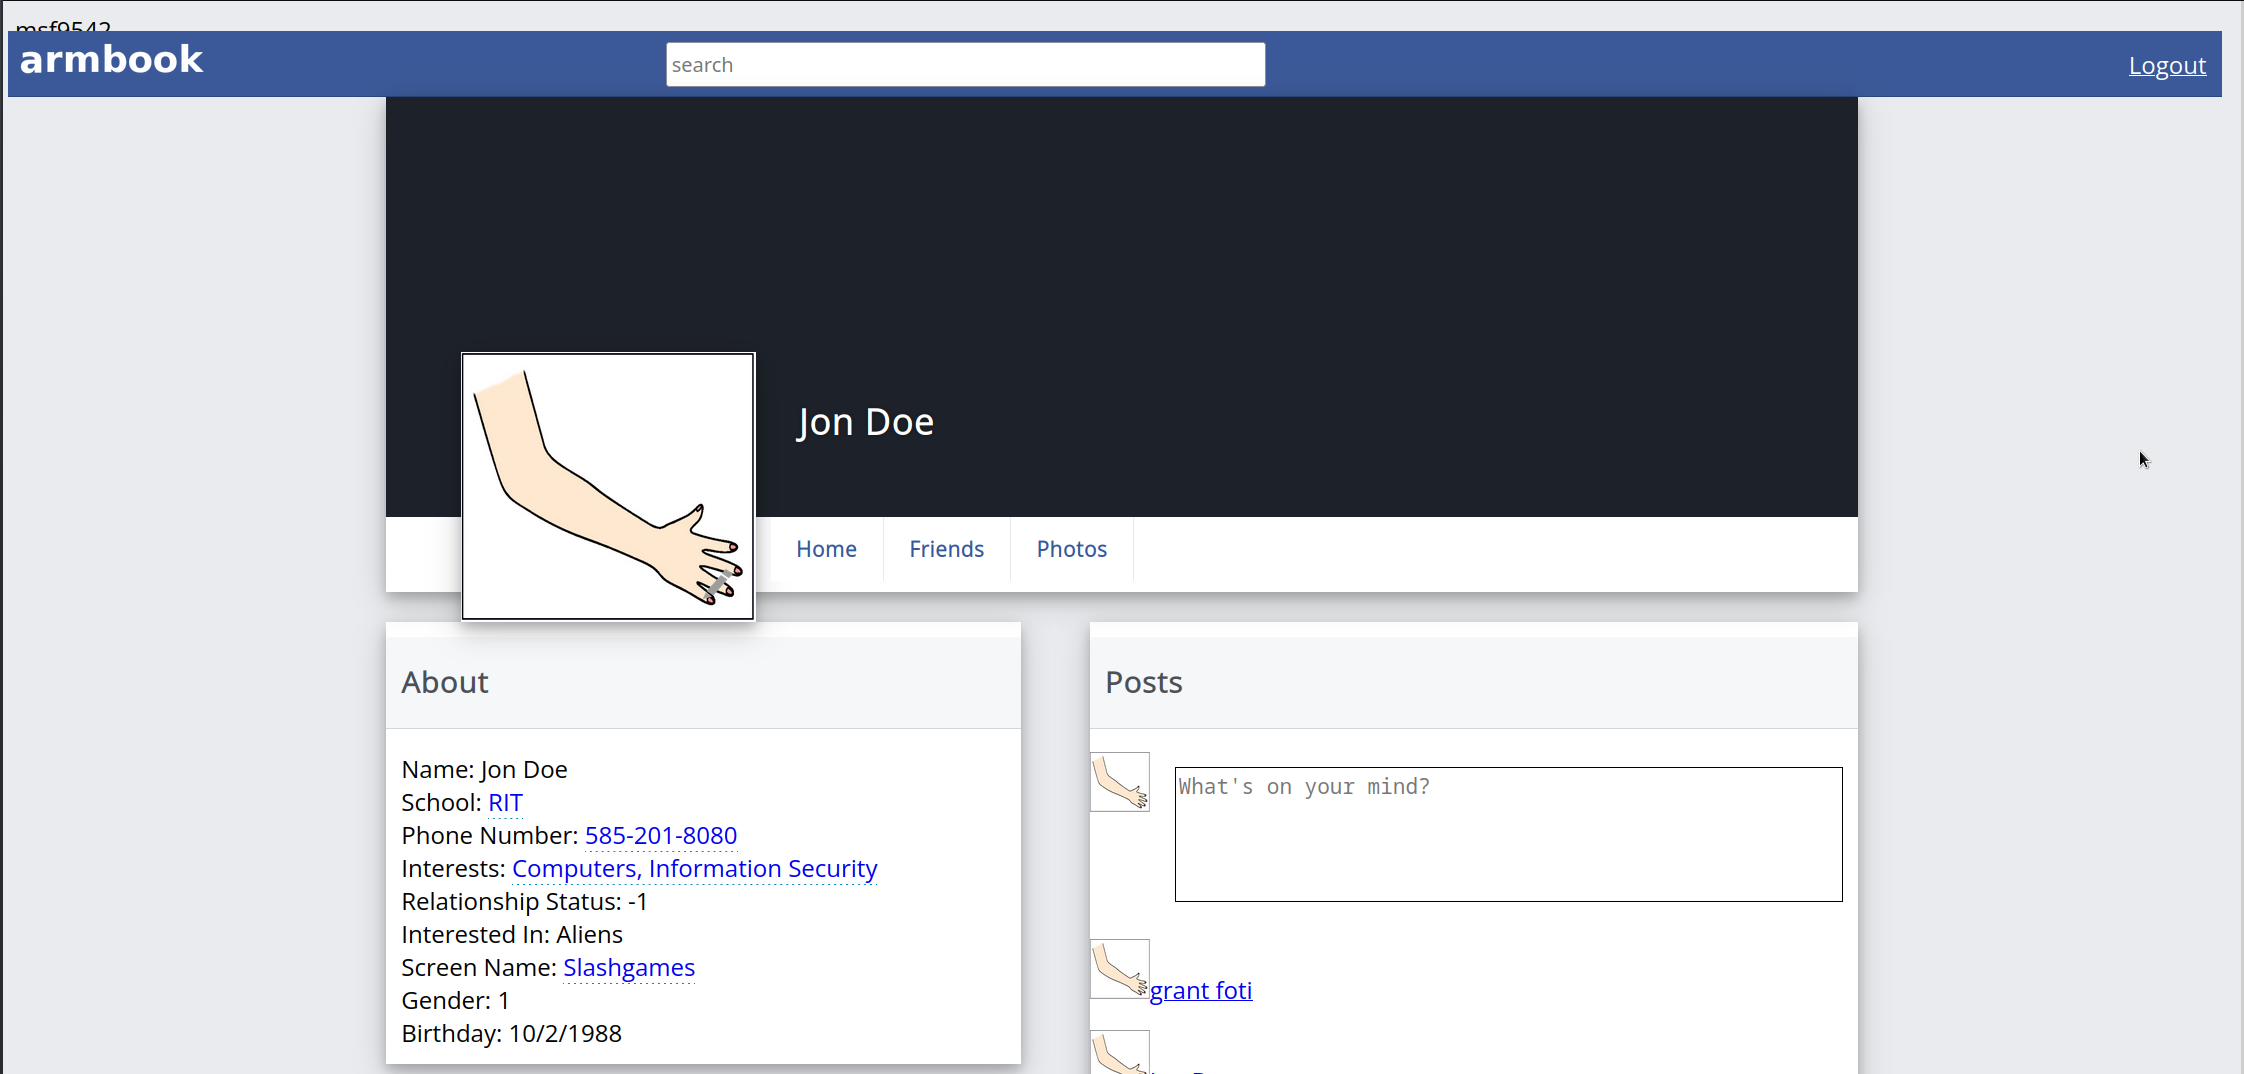 msf9542
armbook
search
Logout
Jon Doe
Home
Friends
Photos
About
Name: Jon Doe
School: RIT
Phone Number: 585-201-8080
Interests: Computers, Information Security
Relationship Status: -1
Interested In: Aliens
Screen Name: Slashgames
Gender: 1
Birthday: 10/2/1988
Posts
What's on your mind?
grant foti